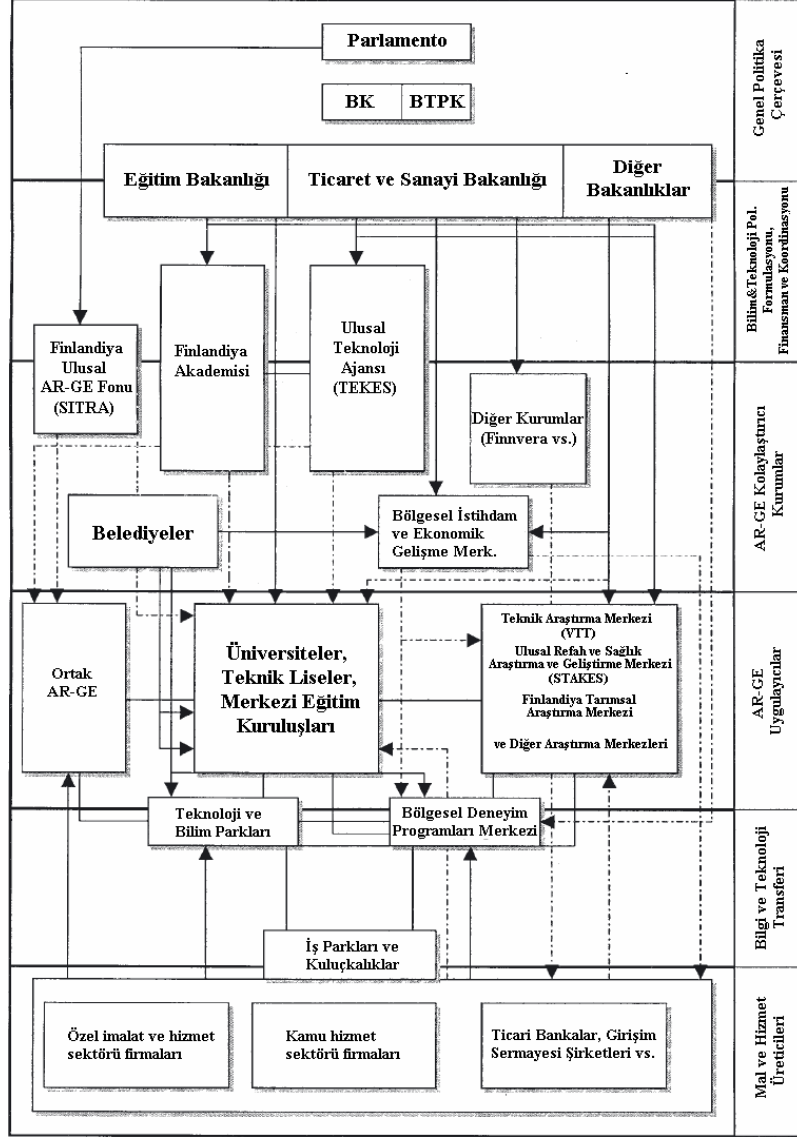 Parlamento
BK
BTPK
Eğitim Bakanlığı
Ticaret ve Sanayi Bakanlığı
Diğer
Bakanlıklar
Genel Politika
Çerçevesi
Finlandiya
Ulusal
AR-GE Fonu
(SITRA)
Finlandiya
Akademisi
Ulusal
Teknoloji
Ajansı
(TEKES)
Bilim&Teknoloji Pol.
Formulasyonu,
Finansman ve Koordinasyonu
Diğer Kurumlar
(Finnvera vs.)
Belediyeler
Bölgesel İstihdam
ve Ekonomik
Gelişme Merk.
AR-GE Kolaylaştırıcı
Kurumlar
Ortak
AR-GE
Üniversiteler,
Teknik Liseler,
Merkezi Eğitim
Kuruluşları
Teknik Araştırma Merkezi
(VTT)
Ulusal Refah ve Sağlık
Araştırma ve Geliştirme Merkezi
(STAKES)
Finlandiya Tarımsal
Araştırma Merkezi
ve Diğer Araştırma Merkezleri
AR-GE
Uygulayıcılar
Teknoloji ve
Bilim Parkları
Bölgesel Deneyim
Programları Merkezi
İş Parkları ve
Kuluçkalıklar
Bilgi ve Teknoloji
Transferi
Özel imalat ve hizmet
sektörü firmaları
Kamu hizmet
sektörü firmaları
Ticari Bankalar, Girişim
Sermayesi Şirketleri vs.
Mal ve Hizmet
Üreticileri